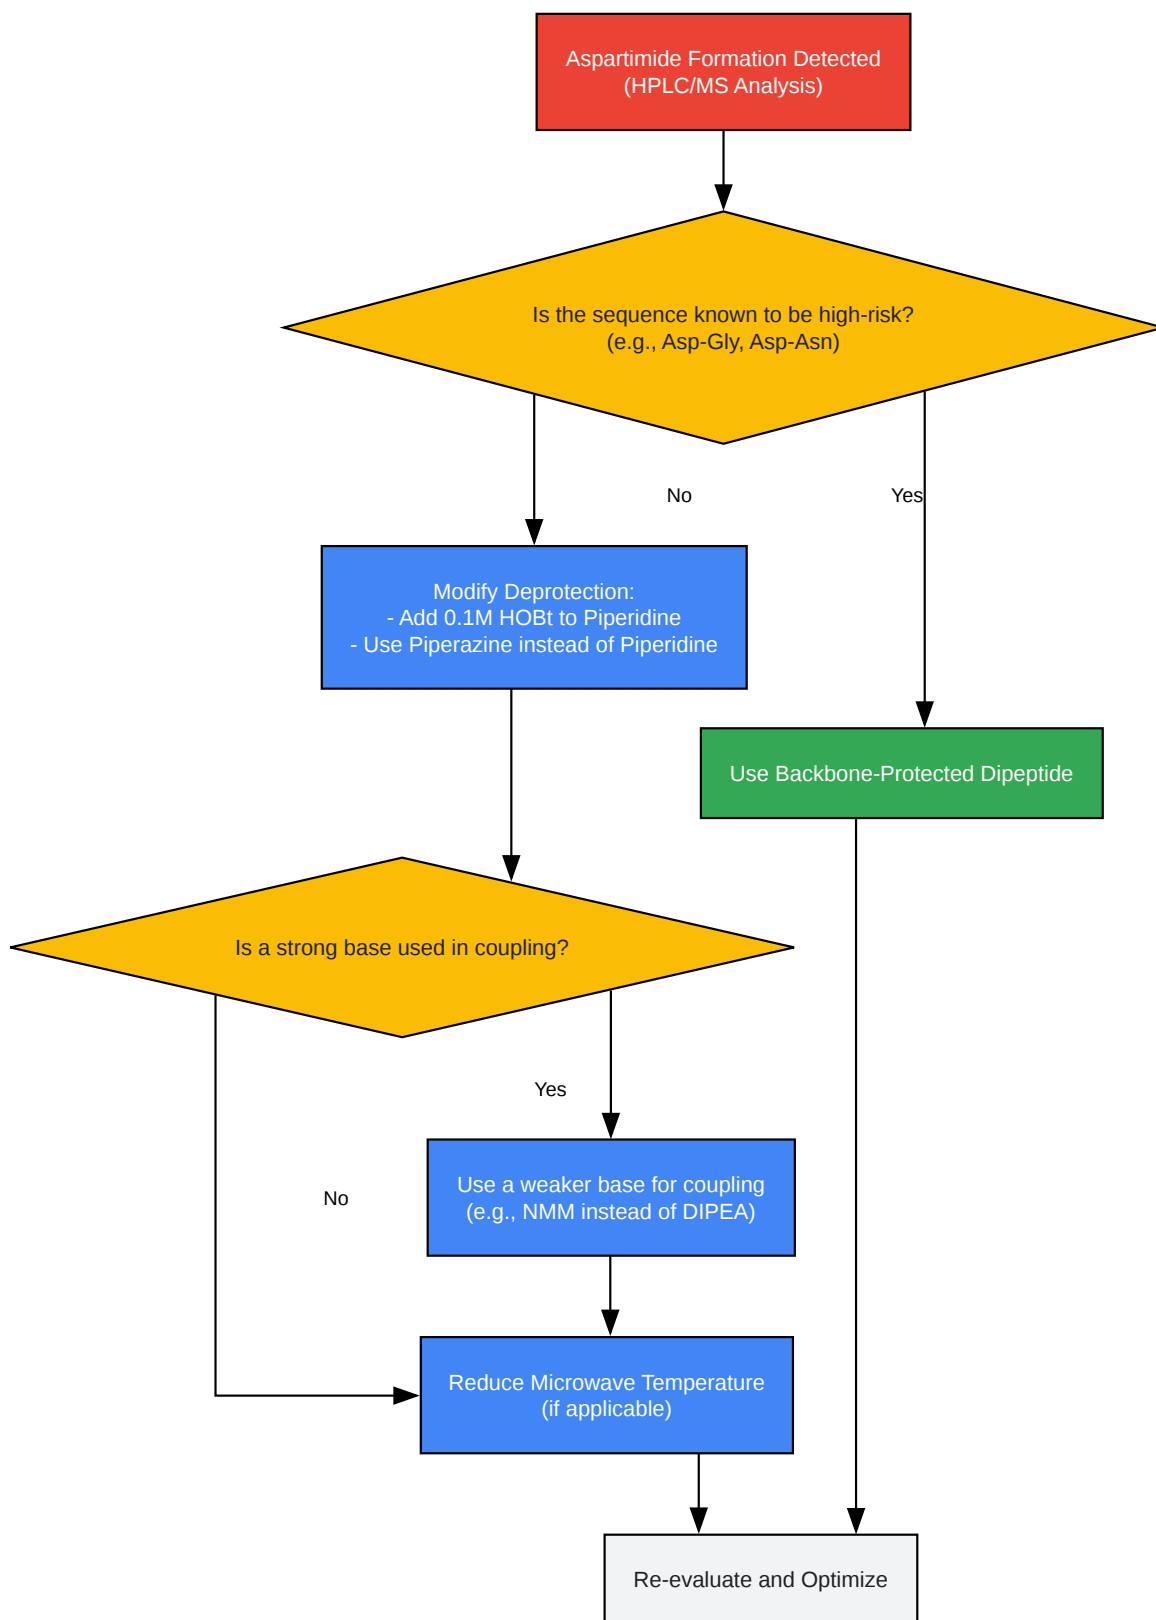 Aspartimide Formation Detected
(HPLC/MS Analysis)
Is the sequence known to be high-risk?
(e.g., Asp-Gly, Asp-Asn)
No
Yes
Modify Deprotection:
- Add 0.1M HOBt to Piperidine
- Use Piperazine instead of Piperidine
Use Backbone-Protected Dipeptide
Is a strong base used in coupling?
Yes
Use a weaker base for coupling
(e.g., NMM instead of DIPEA)
No
Reduce Microwave Temperature
(if applicable)
Re-evaluate and Optimize